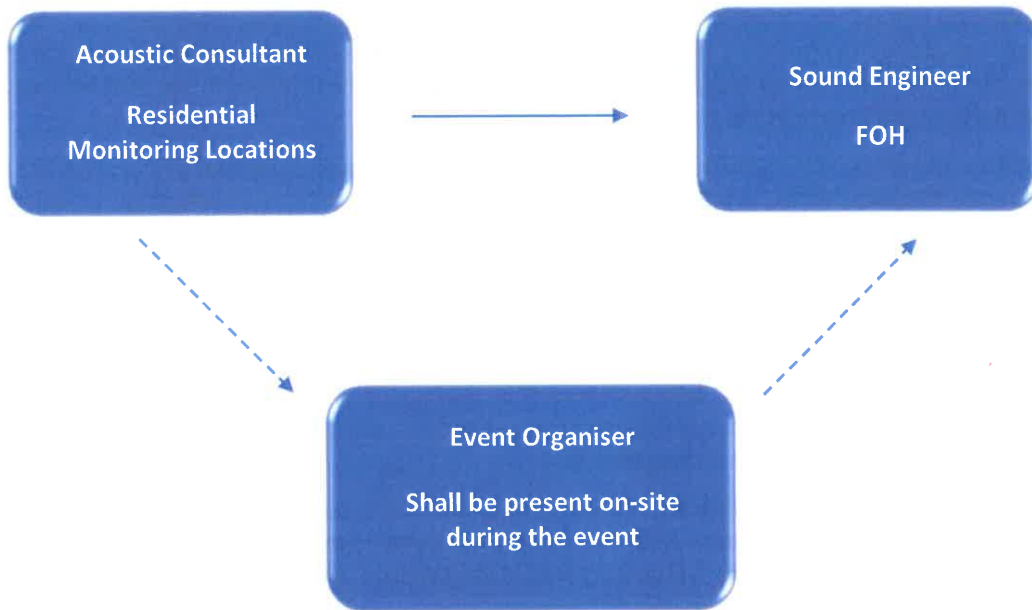 Acoustic Consultant
Residential
Monitoring Locations
Sound Engineer
FOH
Event Organiser
Shall be present on-site
during the event